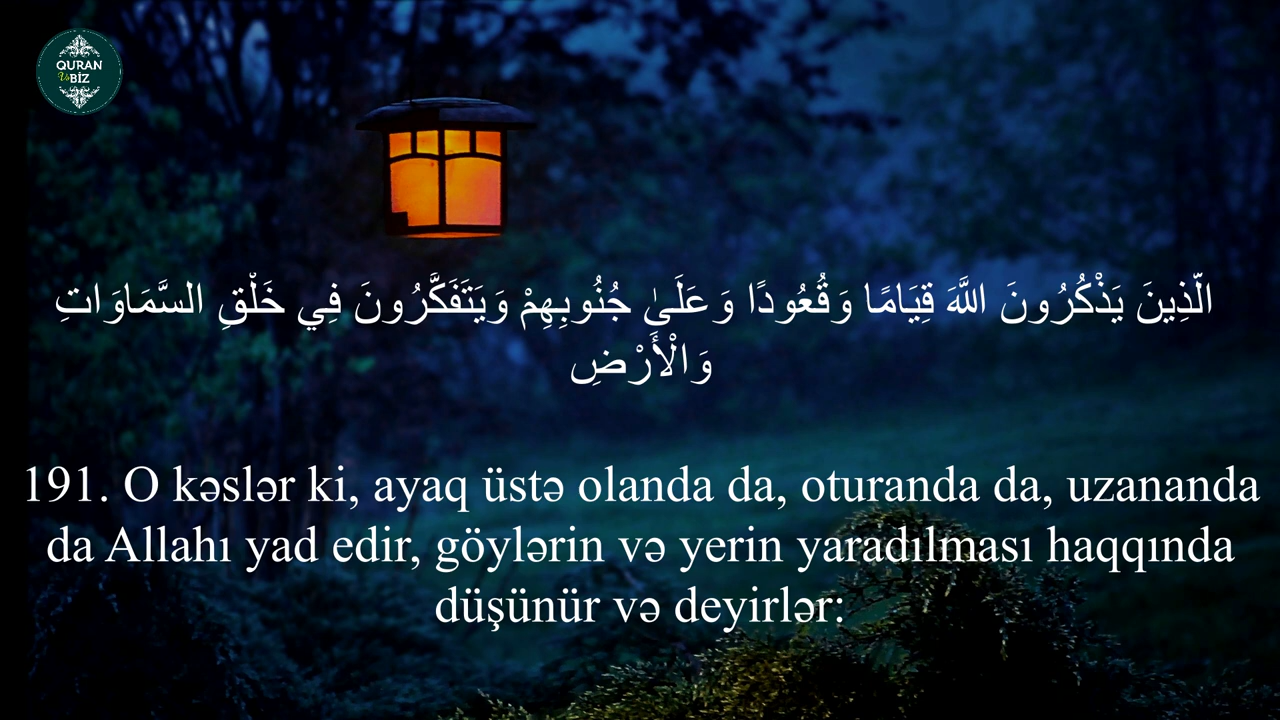 QURAN
Və BİZ
الَّذِينَ يَذْكُرُونَ اللَّهَ قِيَامًا وَقُعُودًا وَعَلَىٰ جُنُوبِهِمْ وَيَتَفَكَّرُونَ فِي خَلْقِ السَّمَاوَاتِ
وَالْأَرْضِ
191. O kəslər ki, ayaq üstə olanda da, oturanda da, uzananda
da Allahı yad edir, göylərin və yerin yaradılması haqqında
düşünür və deyirlər: